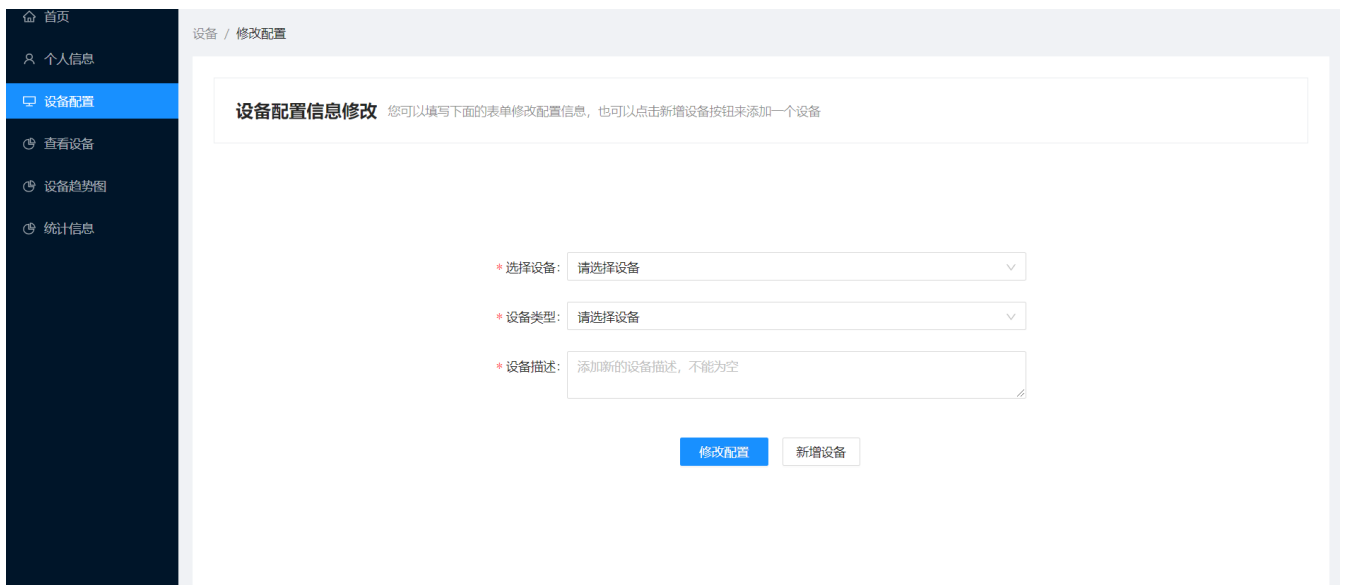 首页
个人信息
设备配置
查看设备
设备趋势图
统计信息
设备 / 修改配置
设备配置信息修改 您可以填写下面的表单修改配置信息，也可以点击新增设备按钮来添加一个设备
* 选择设备: 请选择设备
* 设备类型: 请选择设备
* 设备描述: 添加新的设备描述，不能为空
修改配置 新增设备